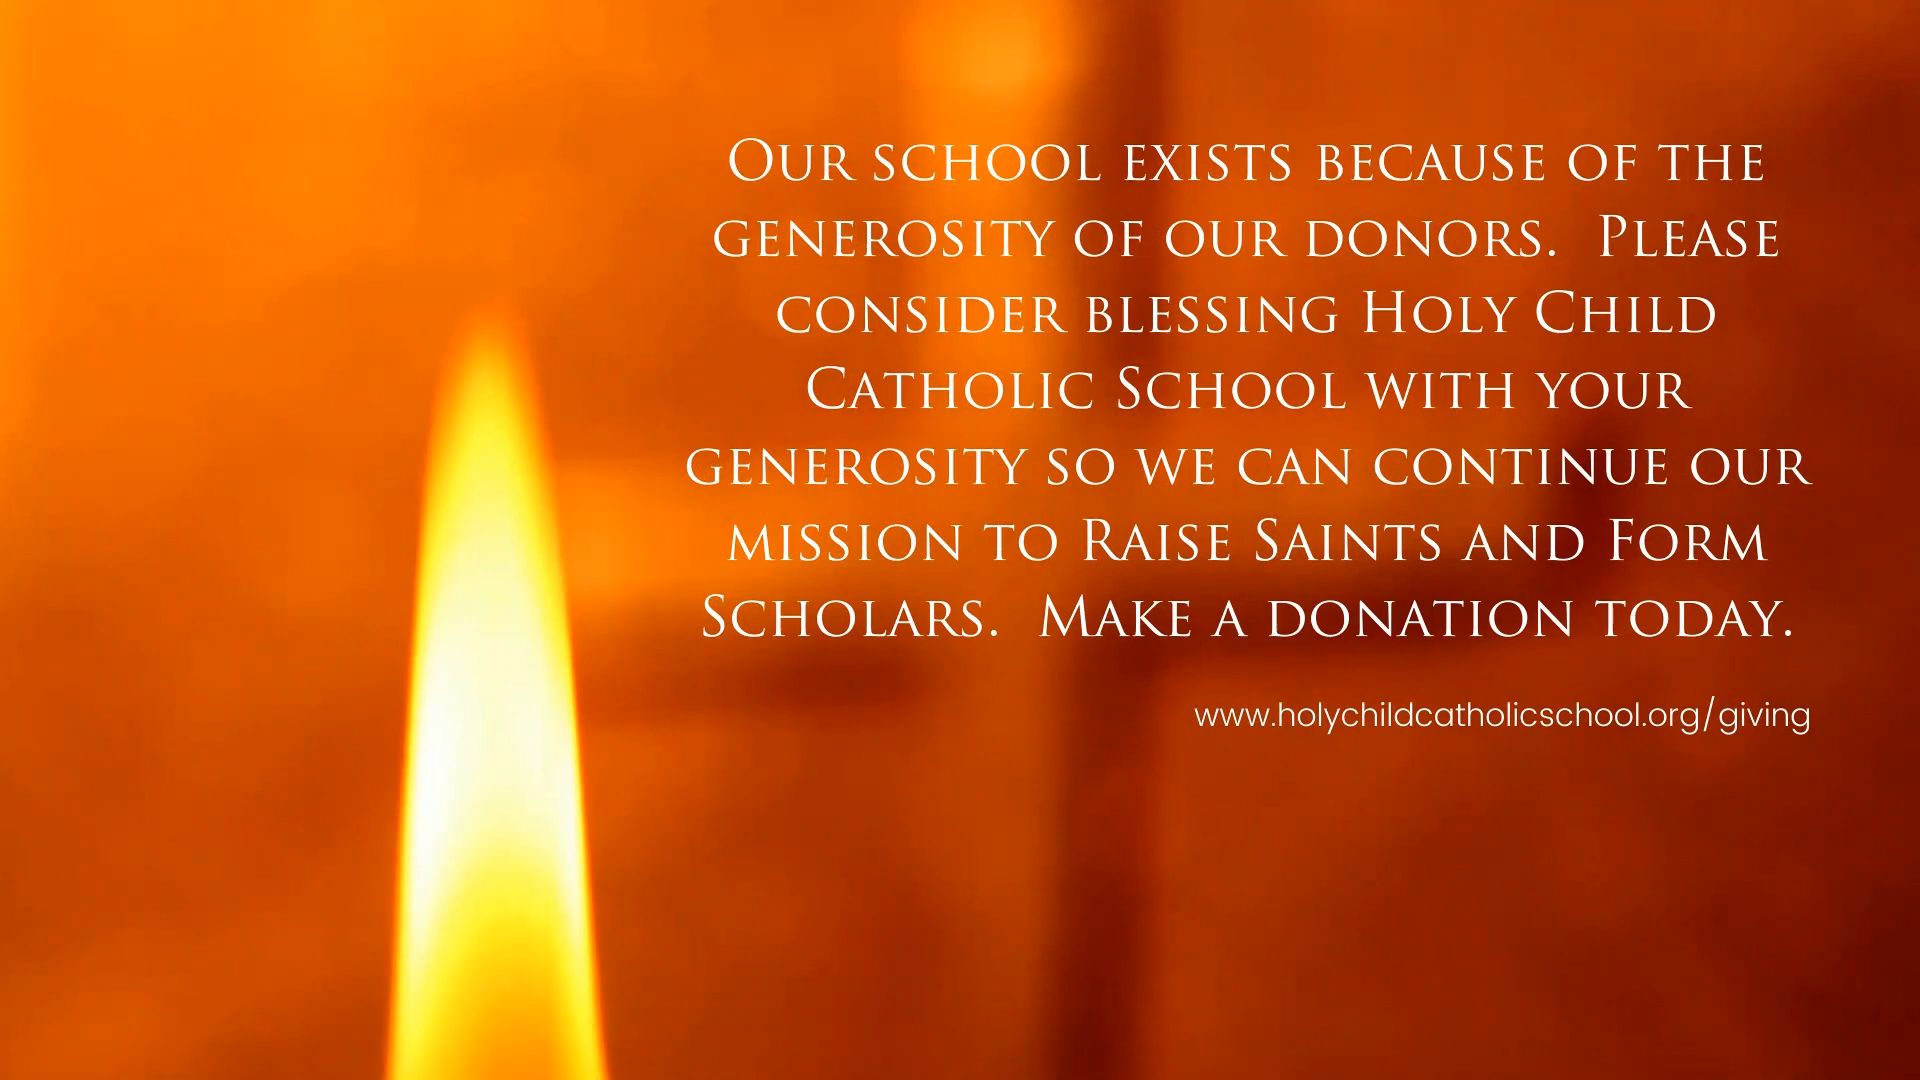 Our school exists because of the
generosity of our donors.  Please
consider blessing Holy Child
Catholic School with your
generosity so we can continue our
mission to Raise Saints and Form
Scholars.  Make a donation today.
www.holychildcatholicschool.org/giving